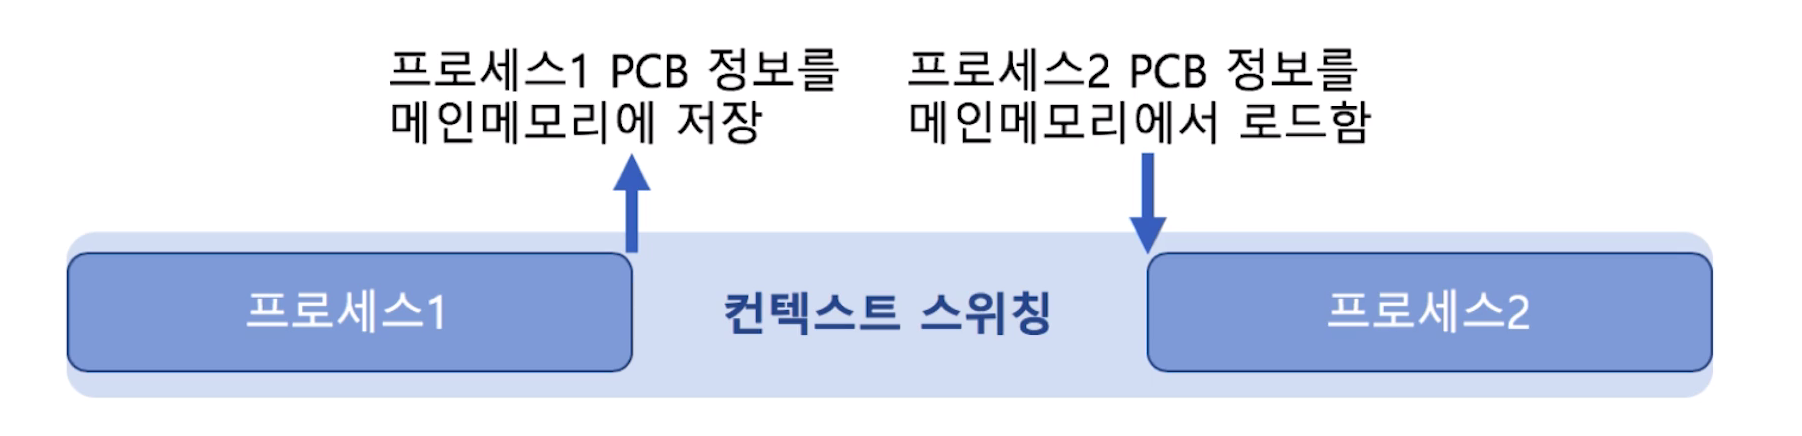 프로세스1 PCB 정보를
메인메모리에 저장
프로세스2 PCB 정보를
메인메모리에서 로드함
프로세스1
컨텍스트 스위칭
프로세스2